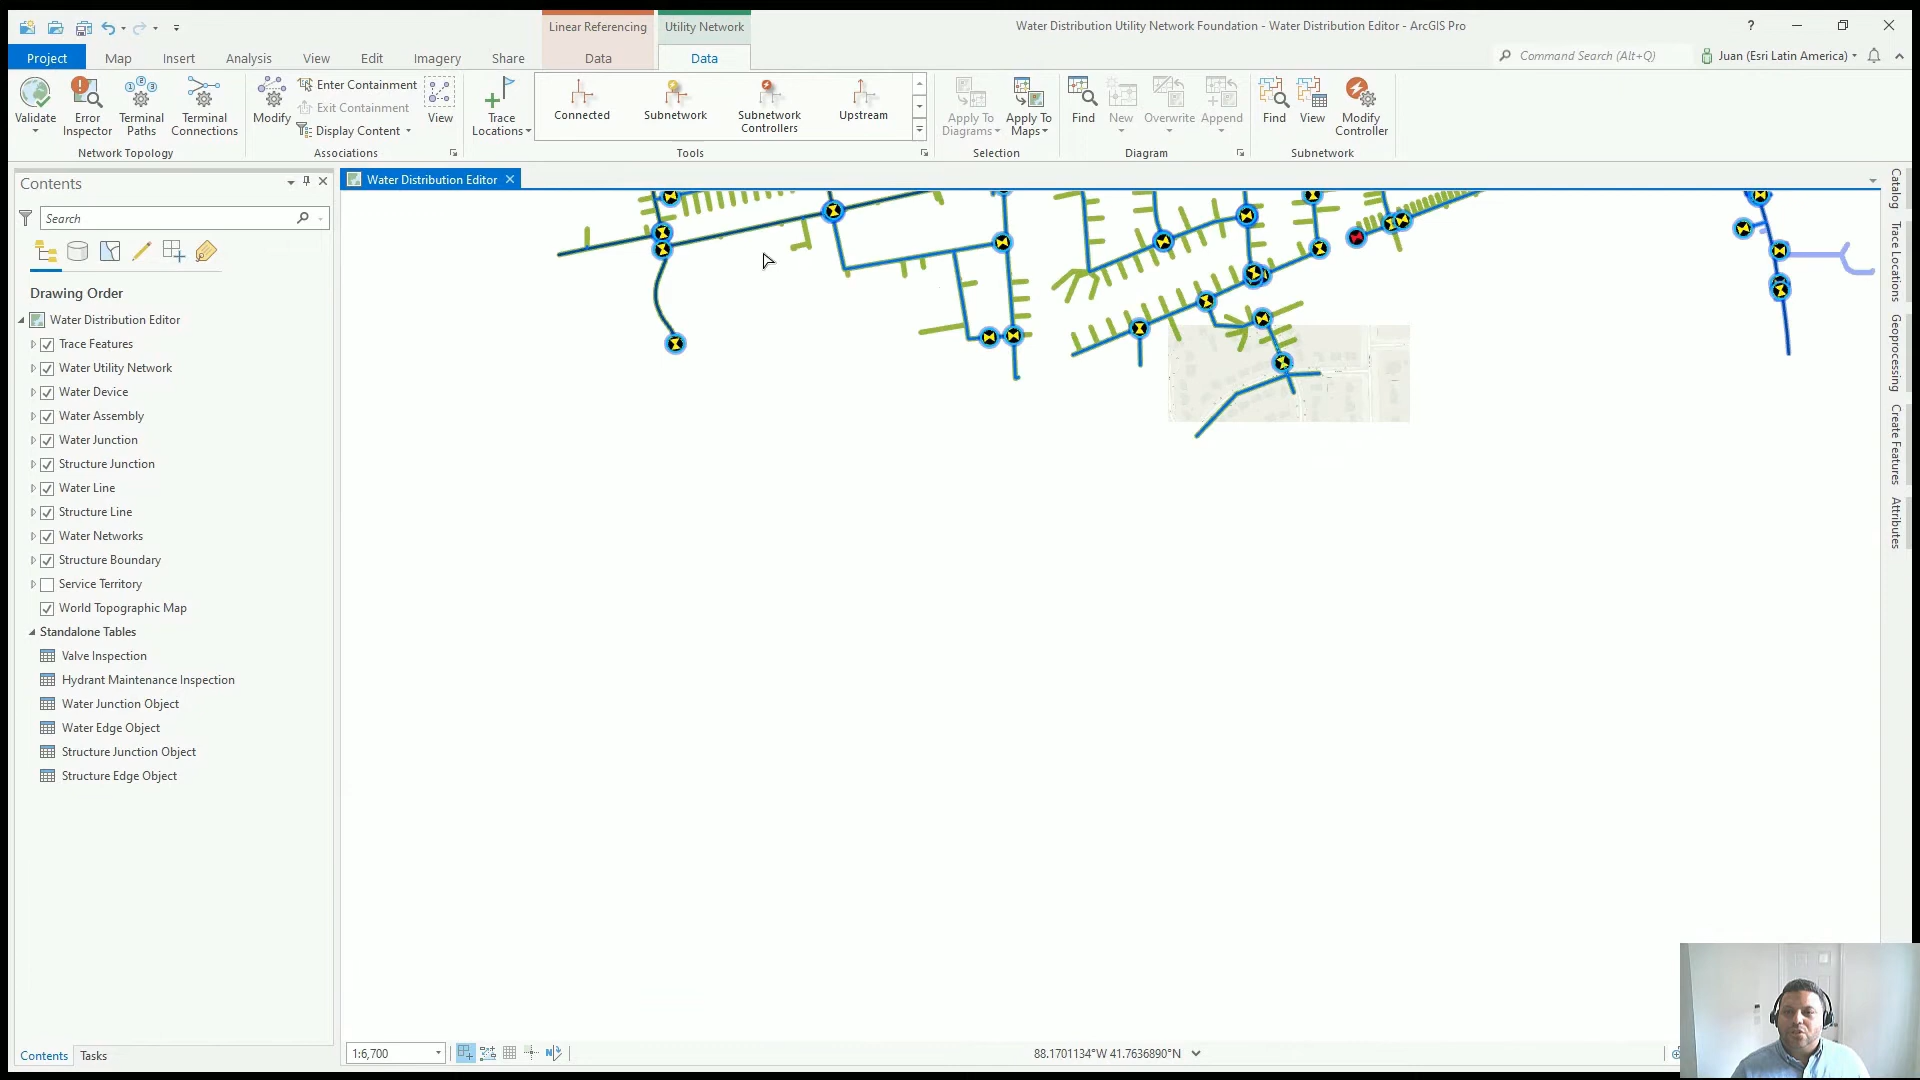 Linear Referencing
Utility Network
Water Distribution Utility Network Foundation - Water Distribution Editor - ArcGIS Pro
?
Project
Map
Insert
Analysis
View
Edit
Imagery
Share
Data
Data
Command Search (Alt+Q)
Juan (Esri Latin America)
Validate
Error Inspector
Terminal Paths
Terminal Connections
Network Topology
Modify
Enter Containment
Exit Containment
Display Content
View
Associations
Trace Locations
Connected
Subnetwork
Subnetwork Controllers
Upstream
Tools
Apply To Diagrams
Apply To Maps
Selection
Find
New
Overwrite
Append
Diagram
Find
View
Modify Controller
Subnetwork
Contents
Search
Drawing Order
Water Distribution Editor
Trace Features
Water Utility Network
Water Device
Water Assembly
Water Junction
Structure Junction
Water Line
Structure Line
Water Networks
Structure Boundary
Service Territory
World Topographic Map
Standalone Tables
Valve Inspection
Hydrant Maintenance Inspection
Water Junction Object
Water Edge Object
Structure Junction Object
Structure Edge Object
Contents
Tasks
Water Distribution Editor
1:6,700
88.1701134°W 41.7636890°N
Catalog
Trace Locations
Geoprocessing
Create Features
Attributes